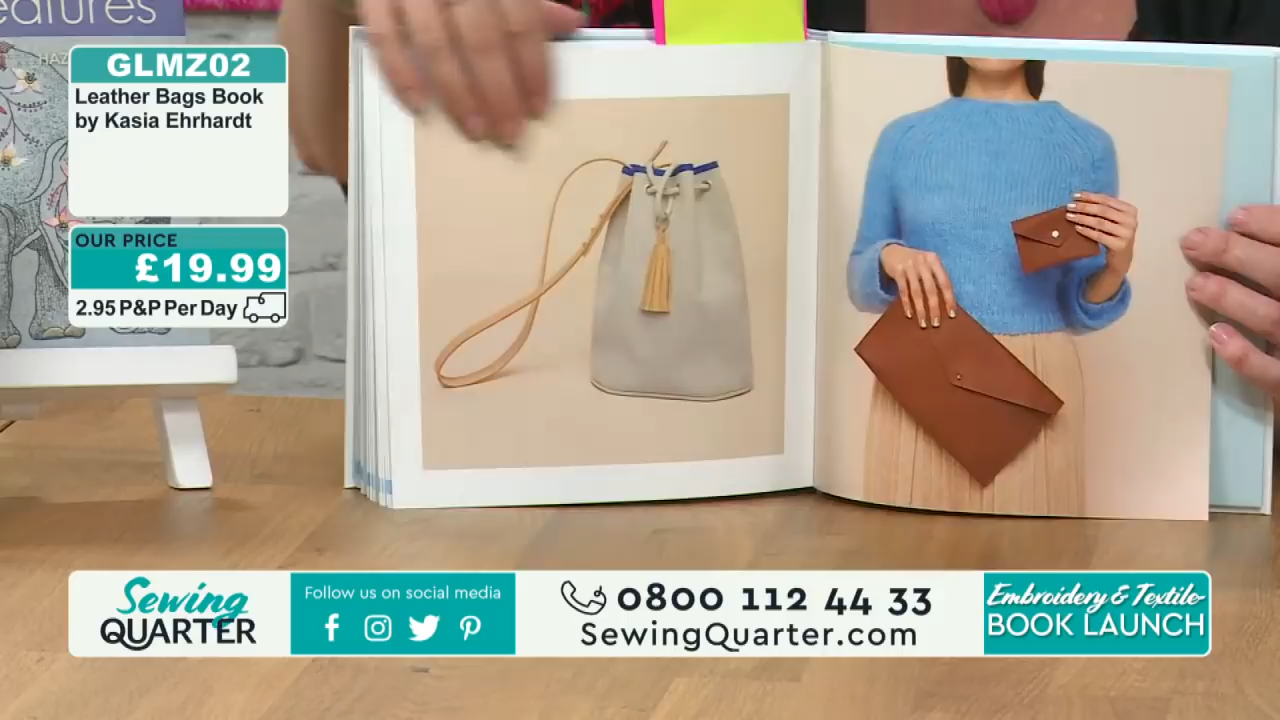 eatures
HAZ
GLMZ02
Leather Bags Book
by Kasia Ehrhardt
OUR PRICE
£19.99
2.95 P&P Per Day
Sewing
QUARTER
Follow us on social media
0800 112 44 33
SewingQuarter.com
Embroidery & Textile
BOOK LAUNCH